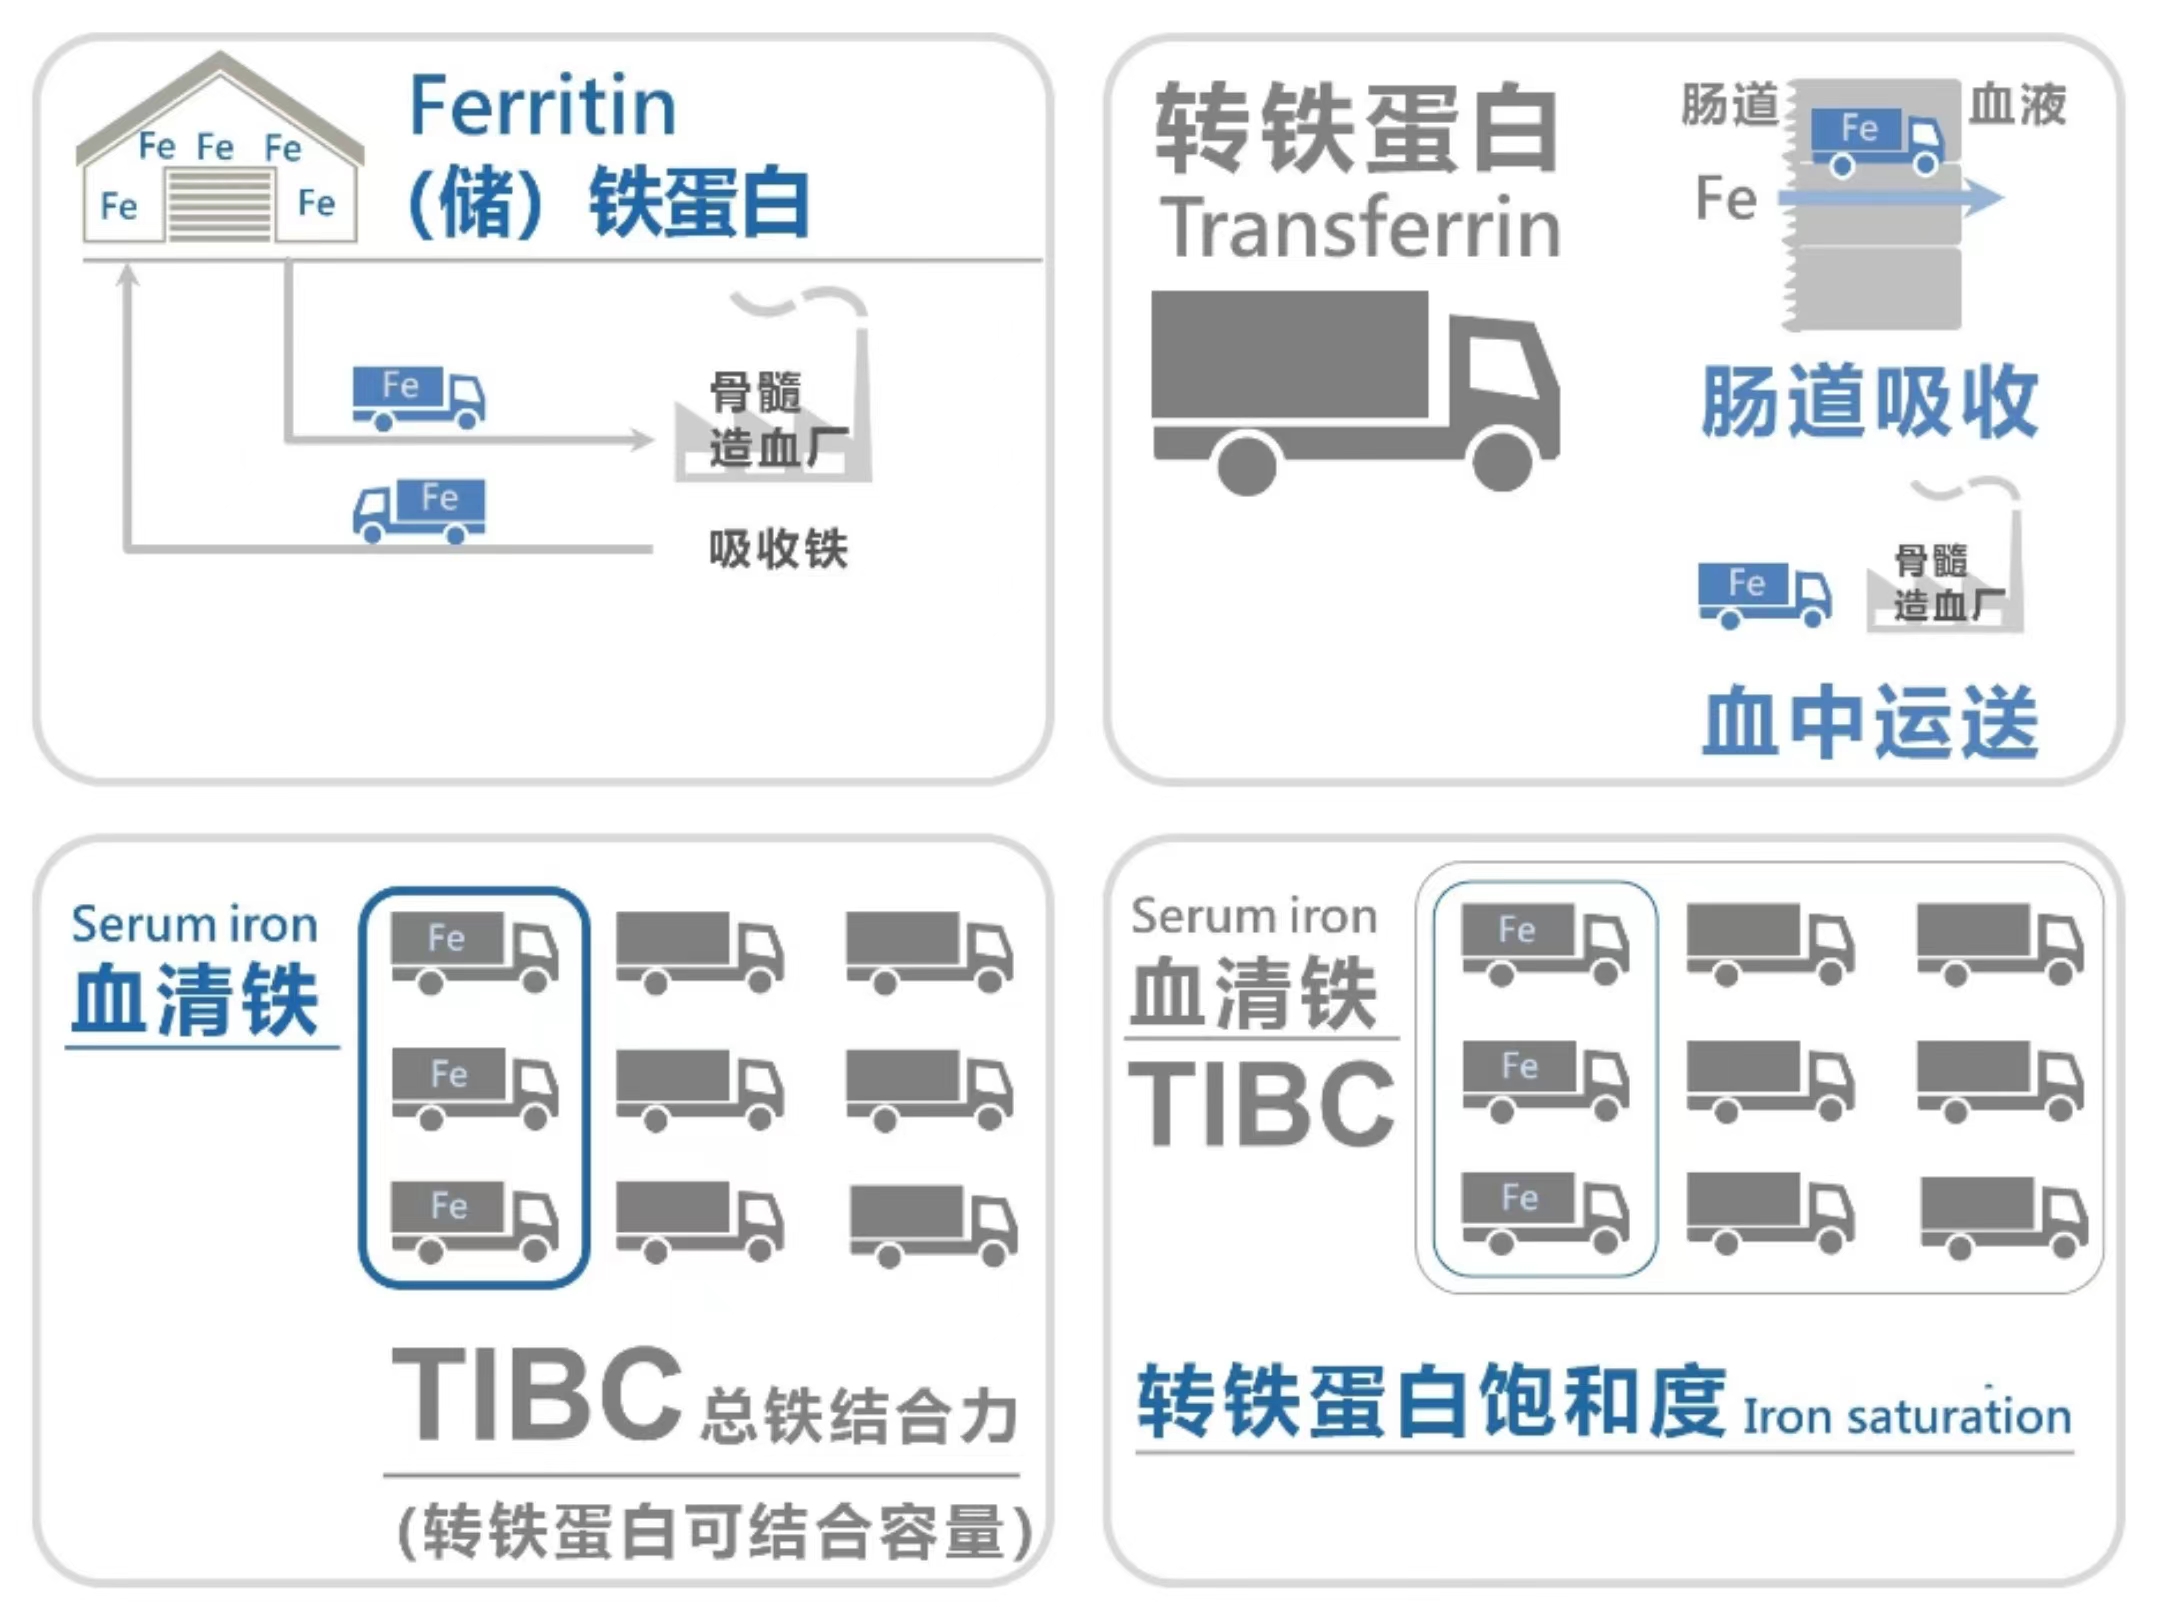 Ferritin
（储）铁蛋白
Fe Fe Fe
Fe Fe
Fe
骨髓
造血厂
Fe
吸收铁
转铁蛋白
Transferrin
肠道 Fe 血液
Fe
肠道吸收
Fe
骨髓
造血厂
血中运送
Serum iron
血清铁
Fe
Fe
Fe
TIBC 总铁结合力
(转铁蛋白可结合容量)
Serum iron
血清铁
TIBC
Fe
Fe
Fe
转铁蛋白饱和度 Iron saturation